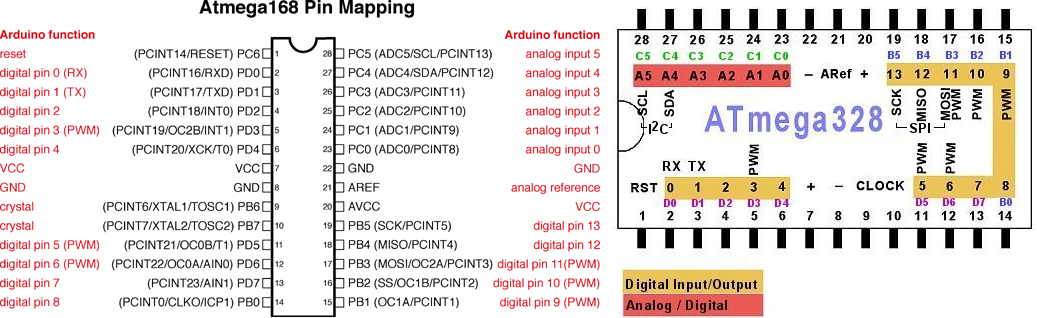 Atmega168 Pin Mapping
Arduino function
reset (PCINT14/RESET) PC6 1
digital pin 0 (RX) (PCINT16/RXD) PD0 2
digital pin 1 (TX) (PCINT17/TXD) PD1 3
digital pin 2 (PCINT18/INT0) PD2 4
digital pin 3 (PWM) (PCINT19/OC2B/INT1) PD3 5
digital pin 4 (PCINT20/XCK/T0) PD4 6
VCC VCC 7
GND GND 8
crystal (PCINT6/XTAL1/TOSC1) PB6 9
crystal (PCINT7/XTAL2/TOSC2) PB7 10
digital pin 5 (PWM) (PCINT21/OC0B/T1) PD5 11
digital pin 6 (PWM) (PCINT22/OC0A/AIN0) PD6 12
digital pin 7 (PCINT23/AIN1) PD7 13
digital pin 8 (PCINT0/CLKO/ICP1) PB0 14
Arduino function
28 PC5 (ADC5/SCL/PCINT13) analog input 5
27 PC4 (ADC4/SDA/PCINT12) analog input 4
26 PC3 (ADC3/PCINT11) analog input 3
25 PC2 (ADC2/PCINT10) analog input 2
24 PC1 (ADC1/PCINT9) analog input 1
23 PC0 (ADC0/PCINT8) analog input 0
22 GND GND
21 AREF analog reference
20 AVCC VCC
19 PB5 (SCK/PCINT5) digital pin 13
18 PB4 (MISO/PCINT4) digital pin 12
17 PB3 (MOSI/OC2A/PCINT3) digital pin 11(PWM)
16 PB2 (SS/OC1B/PCINT2) digital pin 10 (PWM)
15 PB1 (OC1A/PCINT1) digital pin 9 (PWM)
28 27 26 25 24 23 22 21 20 19 18 17 16 15
C5 C4 C3 C2 C1 C0 B5 B4 B3 B2 B1
A5 A4 A3 A2 A1 A0 – ARef + 13 12 11 10 9
SCL SDA SCK MISO MOSI PWM PWM PWM
I2C SPI
ATmega328
RX TX PWM PWM PWM
RST 0 1 2 3 4 + – CLOCK 5 6 7 8
D0 D1 D2 D3 D4 D5 D6 D7 B0
1 2 3 4 5 6 7 8 9 10 11 12 13 14
Digital Input/Output
Analog / Digital